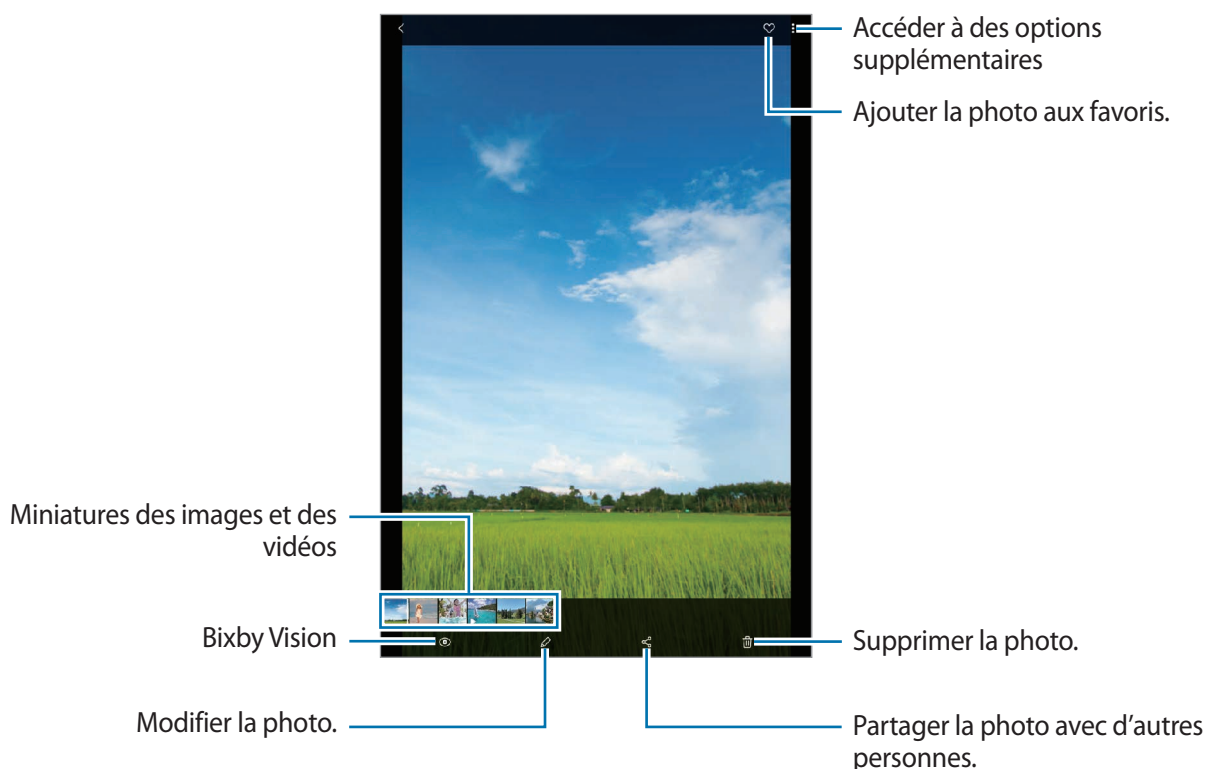 Accéder à des options
supplémentaires
Ajouter la photo aux favoris.
Miniatures des images et des
vidéos
Bixby Vision
Supprimer la photo.
Modifier la photo.
Partager la photo avec d’autres
personnes.